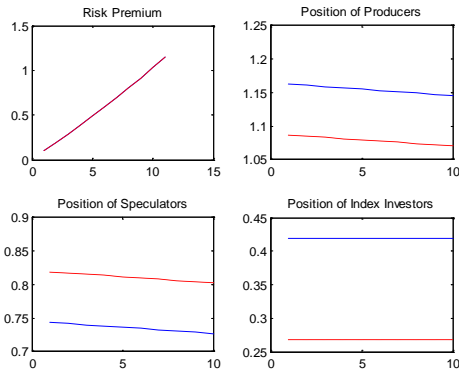 Risk Premium
1.5
1
0.5
0
0 5 10 15
Position of Producers
1.25
1.2
1.15
1.1
1.05
0 5 10
Position of Speculators
0.9
0.85
0.8
0.75
0.7
0 5 10
Position of Index Investors
0.45
0.4
0.35
0.3
0.25
0 5 10